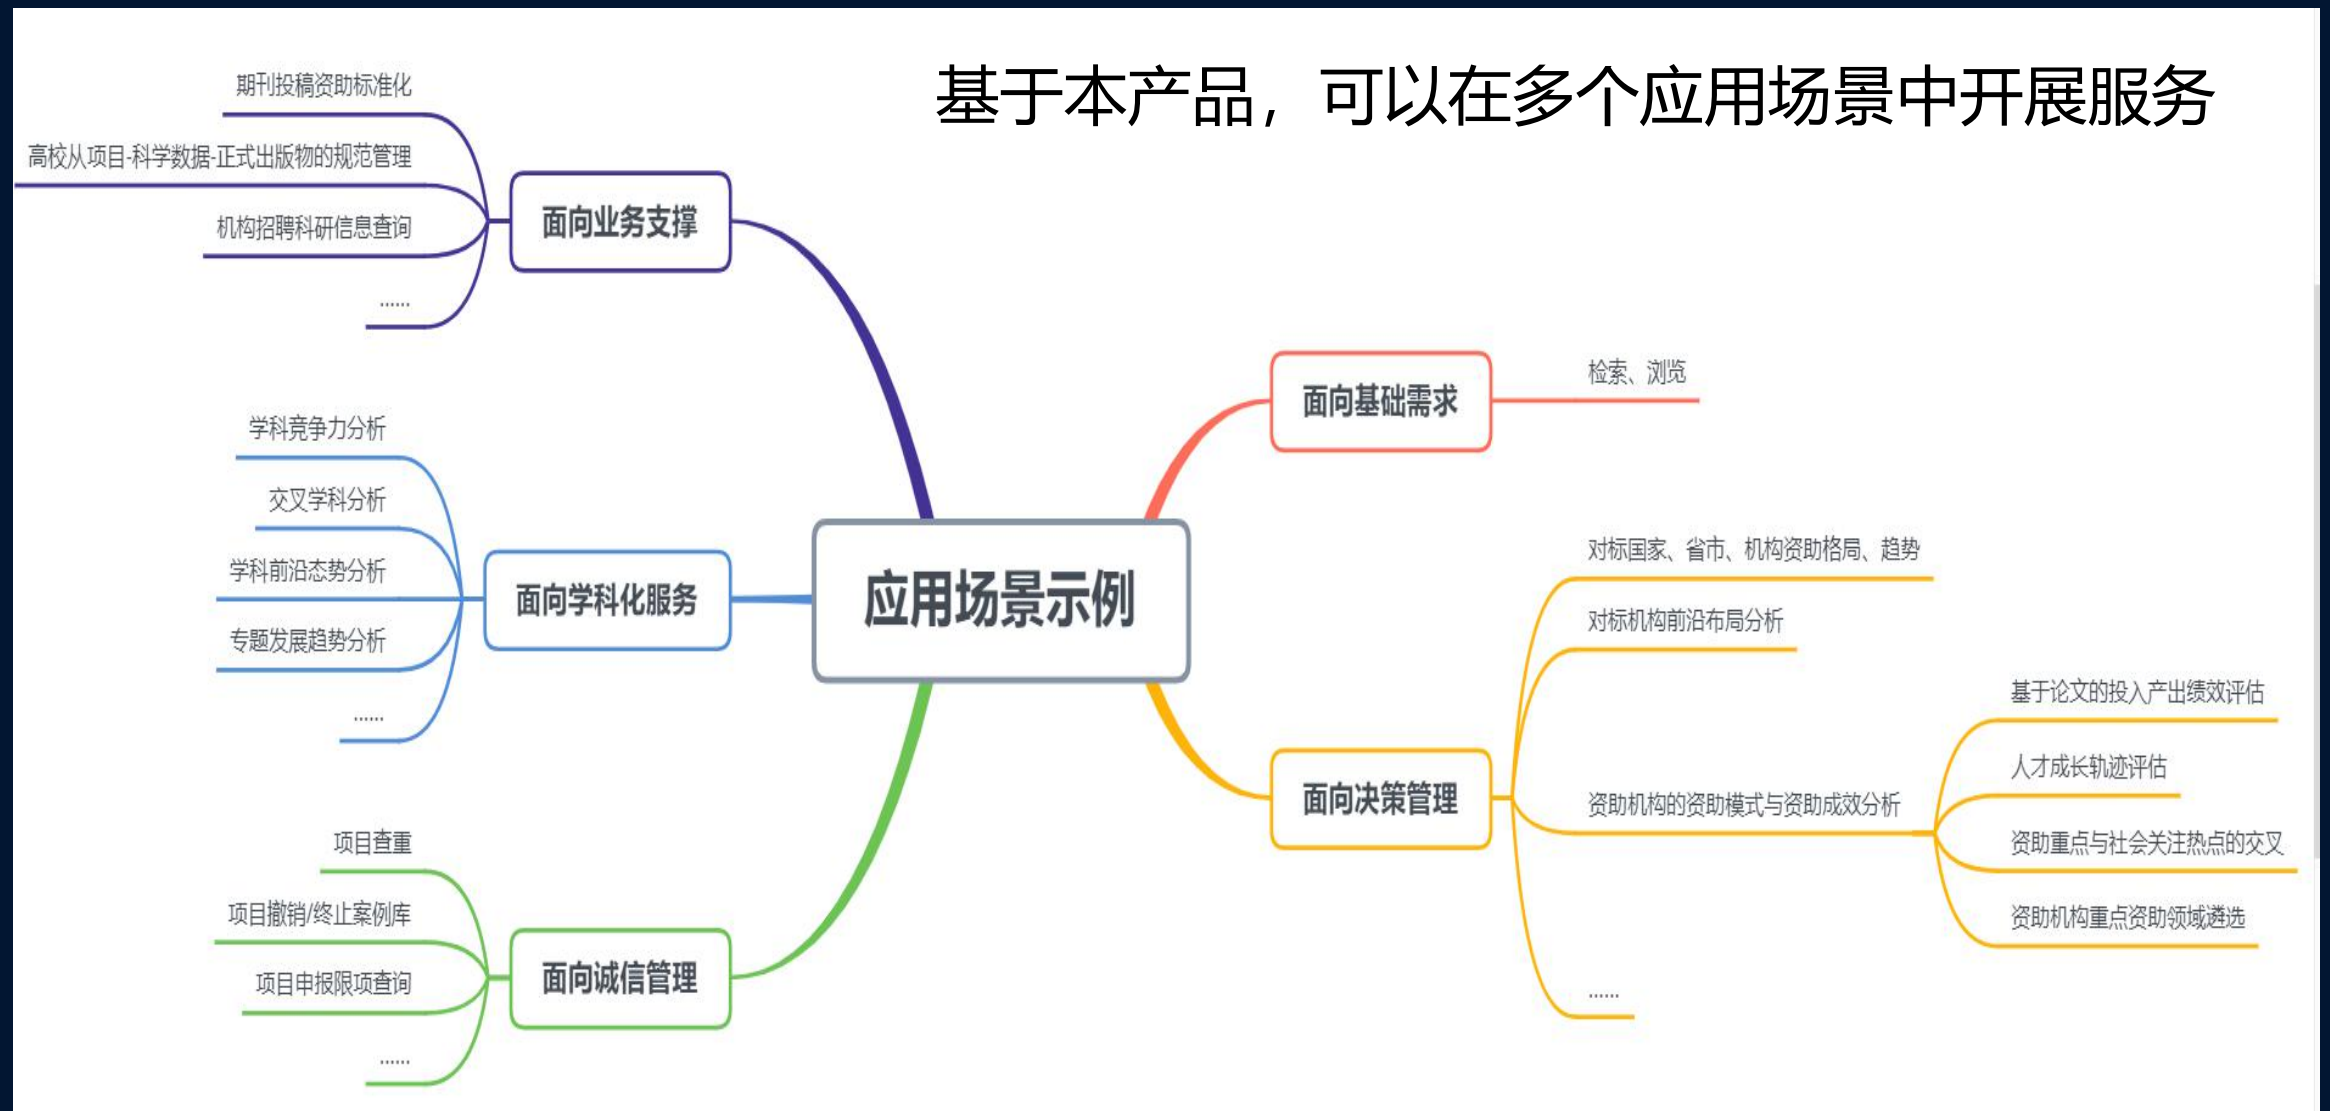 基于本产品，可以在多个应用场景中开展服务
应用场景示例
面向业务支撑
期刊投稿资助标准化
高校从项目-科学数据-正式出版物的规范管理
机构招聘科研信息查询
......
面向学科化服务
学科竞争力分析
交叉学科分析
学科前沿态势分析
专题发展趋势分析
......
面向诚信管理
项目查重
项目撤销/终止案例库
项目申报限项查询
......
面向基础需求
检索、浏览
面向决策管理
对标国家、省市、机构资助格局、趋势
对标机构前沿布局分析
资助机构的资助模式与资助成效分析
基于论文的投入产出绩效评估
人才成长轨迹评估
资助重点与社会关注热点的交叉
资助机构重点资助领域遴选
......